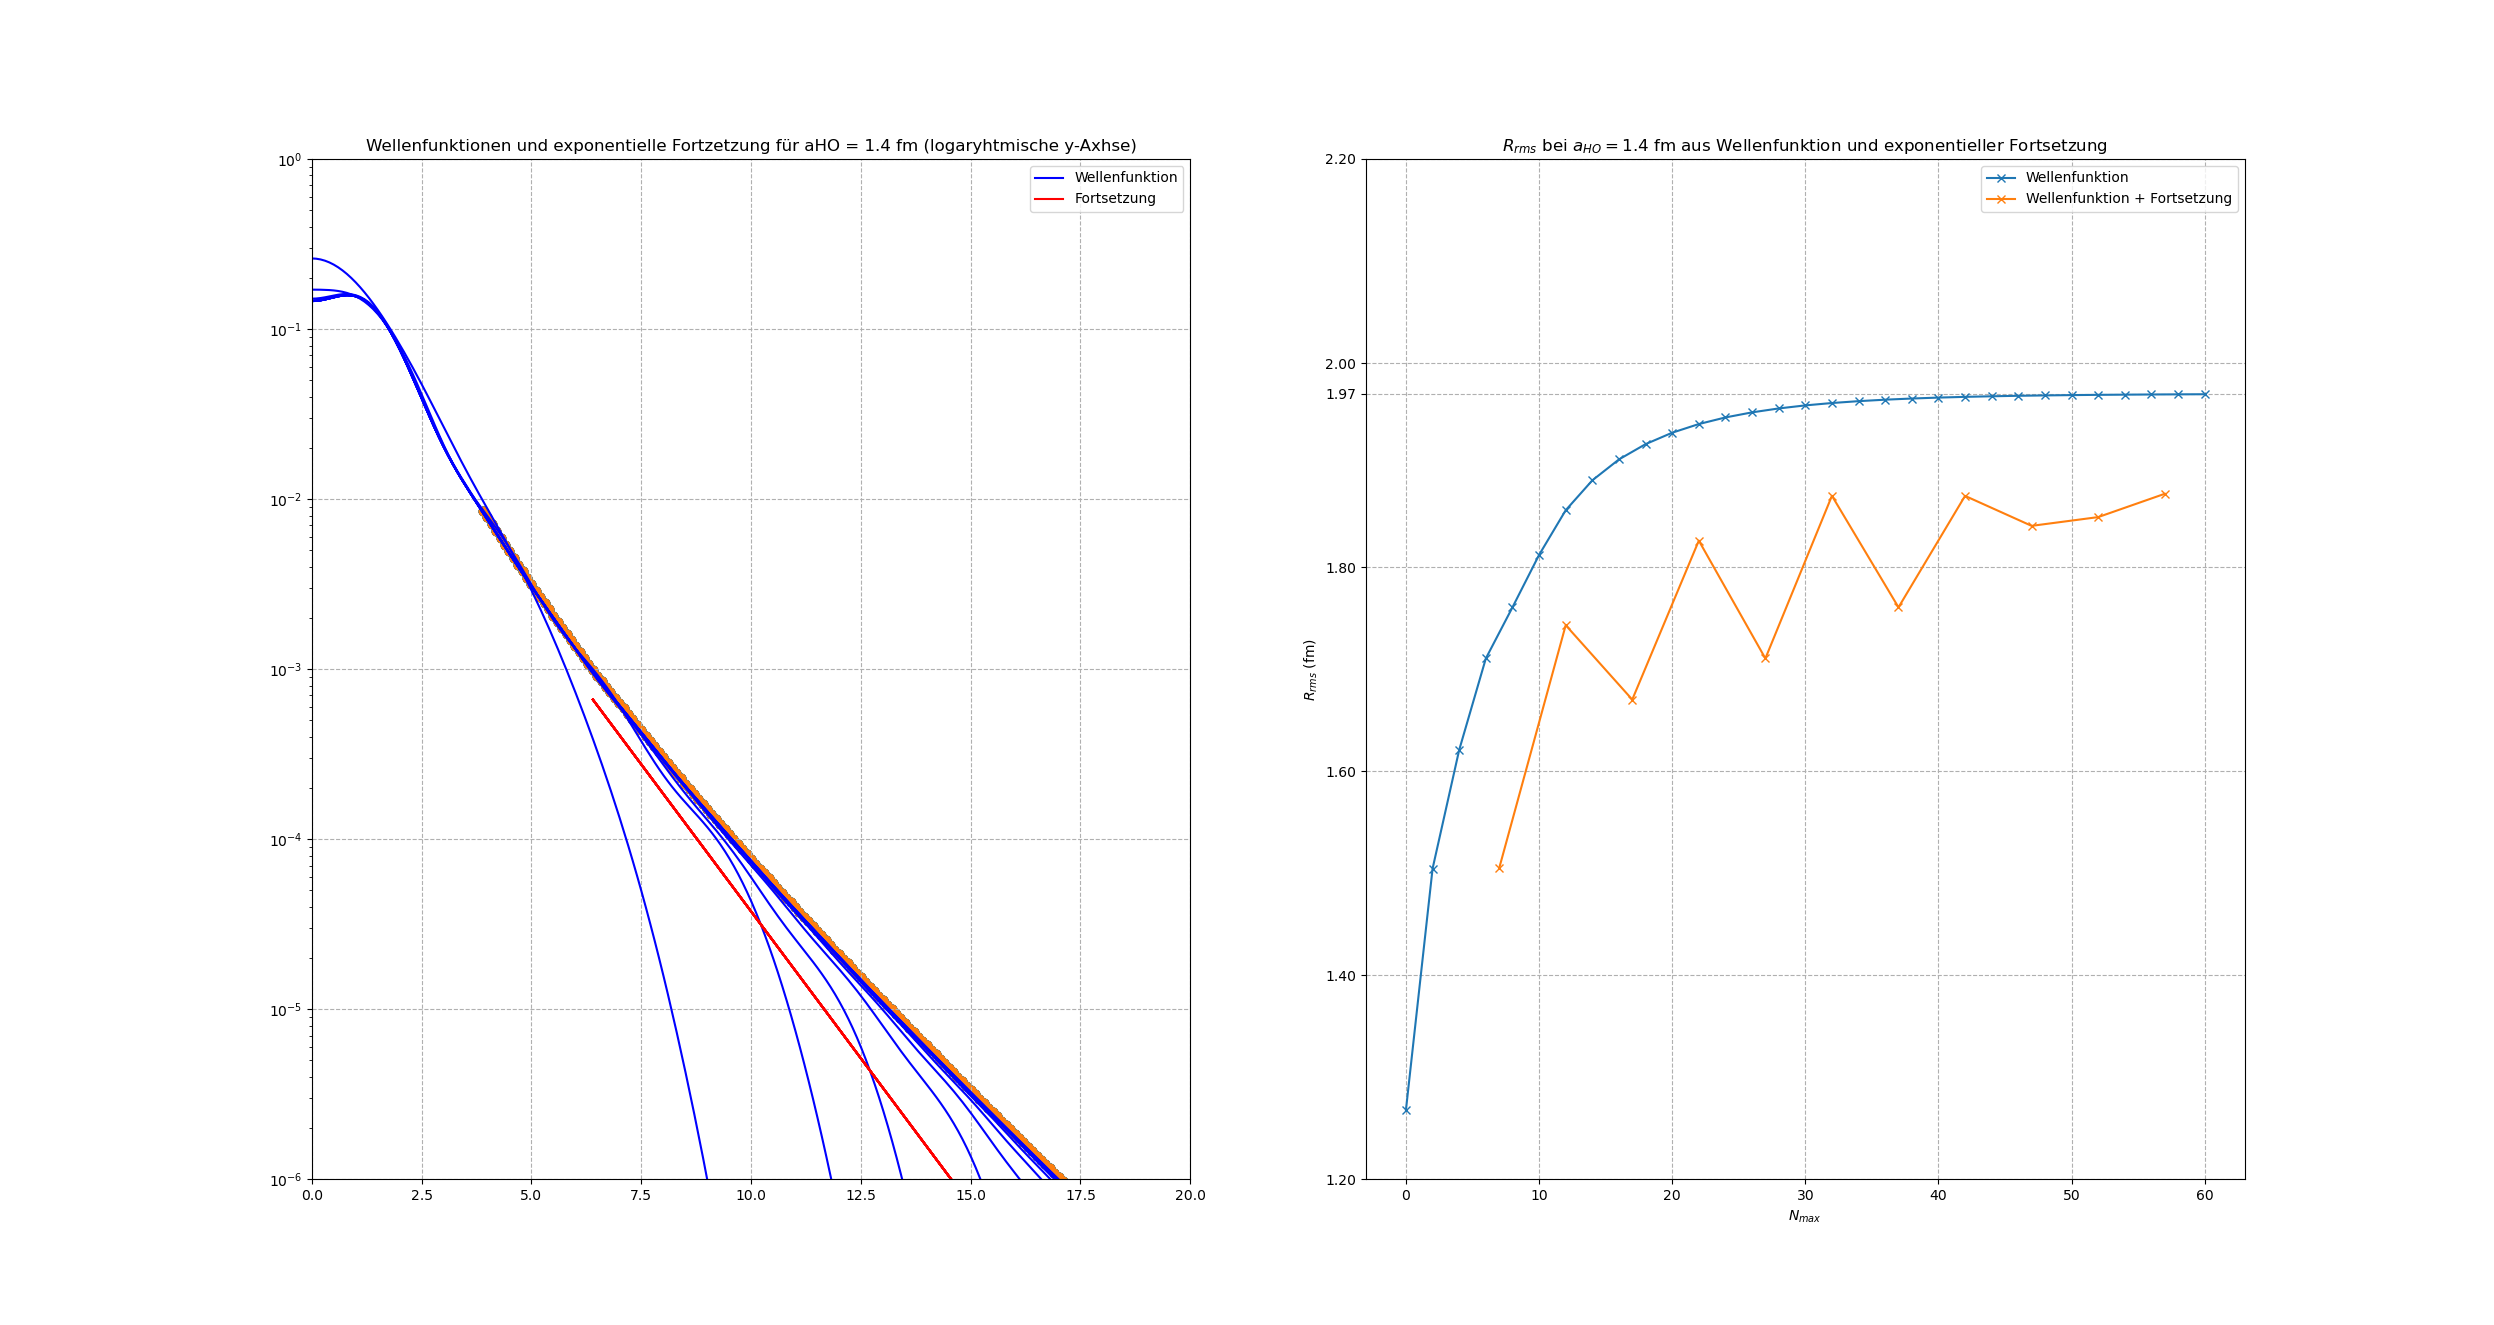 Wellenfunktionen und exponentielle Fortzetzung für aHO = 1.4 fm (logaryhtmische y-Axhse)
10⁰
10⁻¹
10⁻²
10⁻³
10⁻⁴
10⁻⁵
10⁻⁶
Wellenfunktion
Fortsetzung
0.0 2.5 5.0 7.5 10.0 12.5 15.0 17.5 20.0
R_rms bei a_HO = 1.4 fm aus Wellenfunktion und exponentieller Fortsetzung
2.20
2.00
1.97
1.80
1.60
1.40
1.20
R_rms (fm)
Wellenfunktion
Wellenfunktion + Fortsetzung
0 10 20 30 40 50 60
N_max